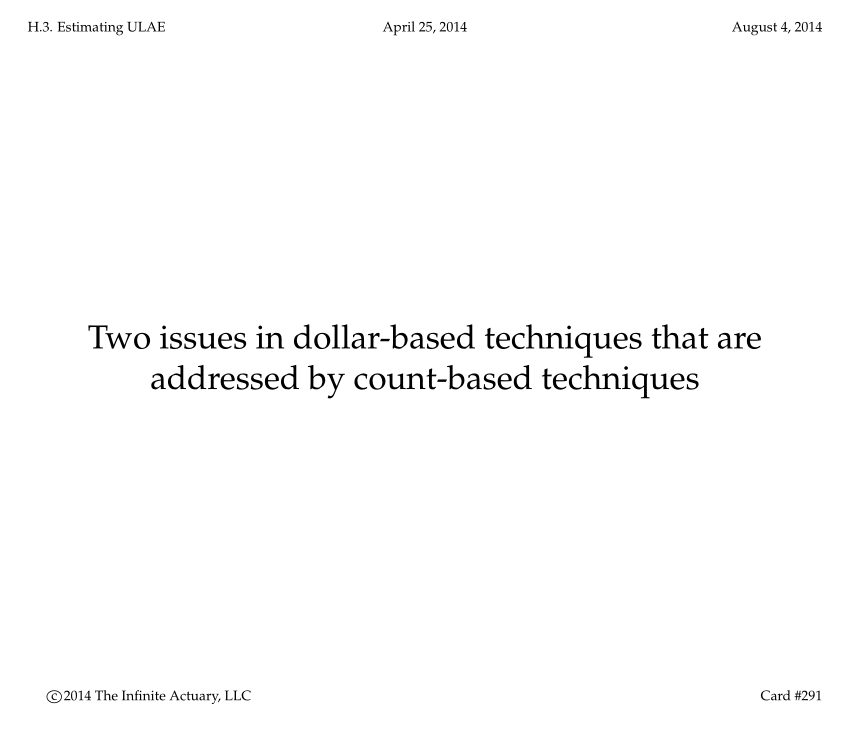 H.3. Estimating ULAE April 25, 2014 August 4, 2014
Two issues in dollar-based techniques that are
addressed by count-based techniques
©2014 The Infinite Actuary, LLC Card #291